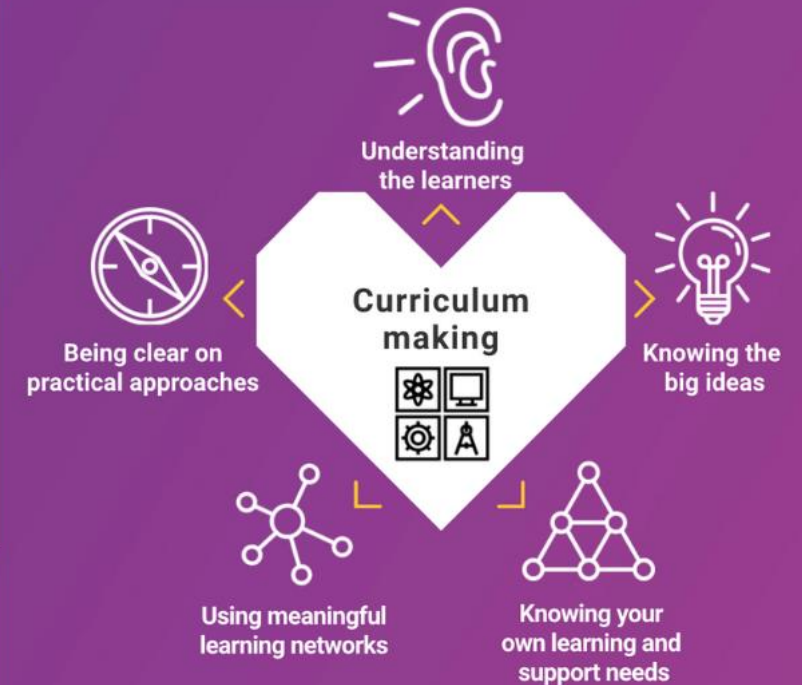 Understanding
the learners
Curriculum
making
Being clear on
practical approaches
Knowing the
big ideas
Using meaningful
learning networks
Knowing your
own learning and
support needs